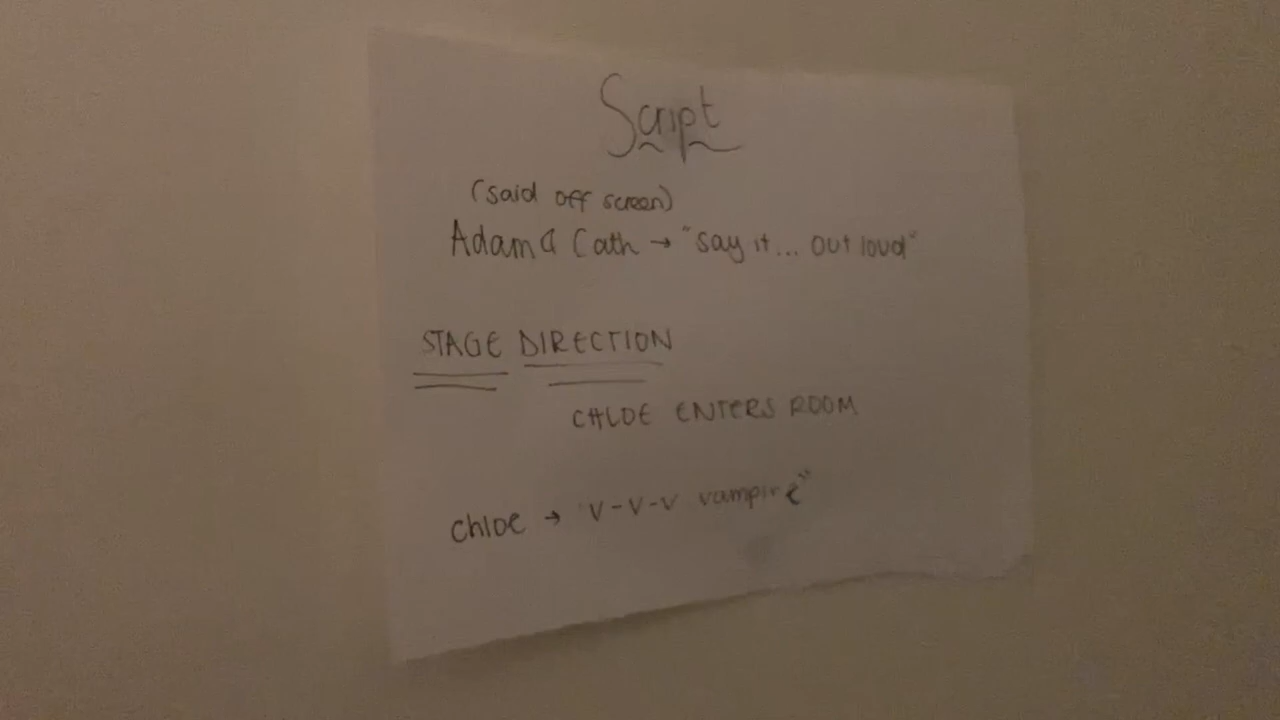 Script
(said off screen)
Adam & Cath → "say it... out loud"
STAGE DIRECTION
CHLOE ENTERS ROOM
chloe → "V-V-V vampire"